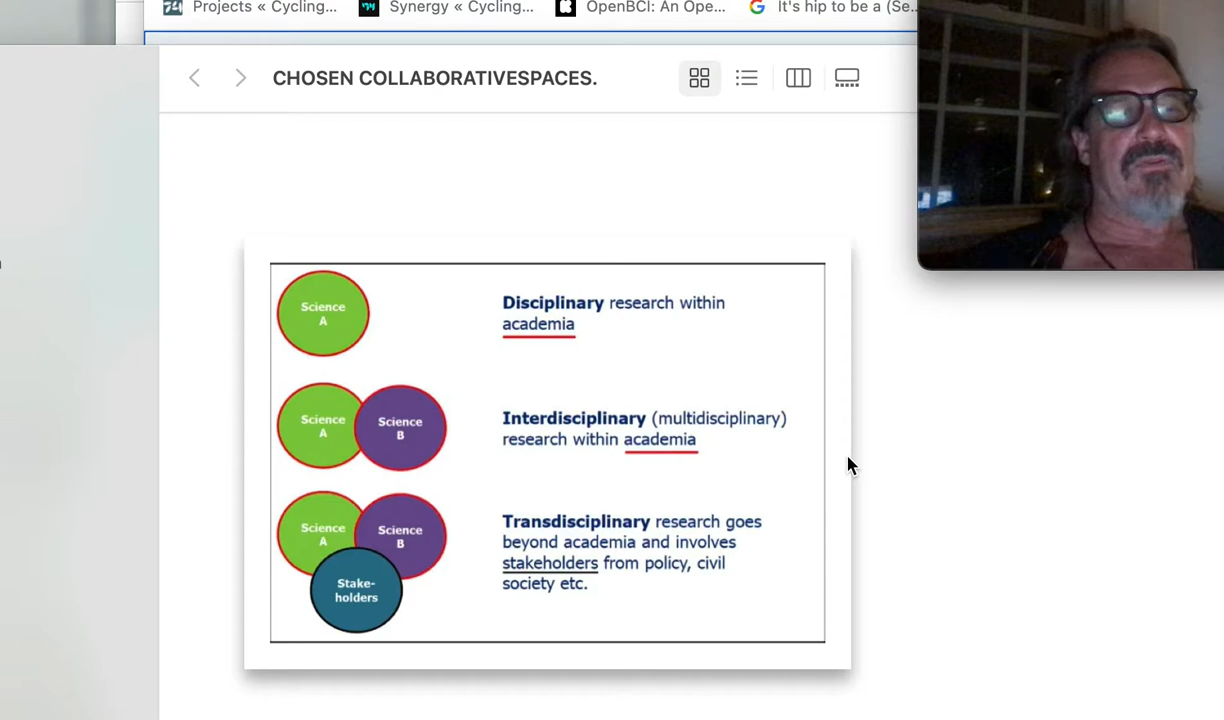 Projects « Cycling...
Synergy « Cycling...
OpenBCI: An Ope...
It's hip to be a (Se...
CHOSEN COLLABORATIVESPACES.
Science
A
Disciplinary research within
academia
Science
A
Science
B
Interdisciplinary (multidisciplinary)
research within academia
Science
A
Science
B
Stake-
holders
Transdisciplinary research goes
beyond academia and involves
stakeholders from policy, civil
society etc.